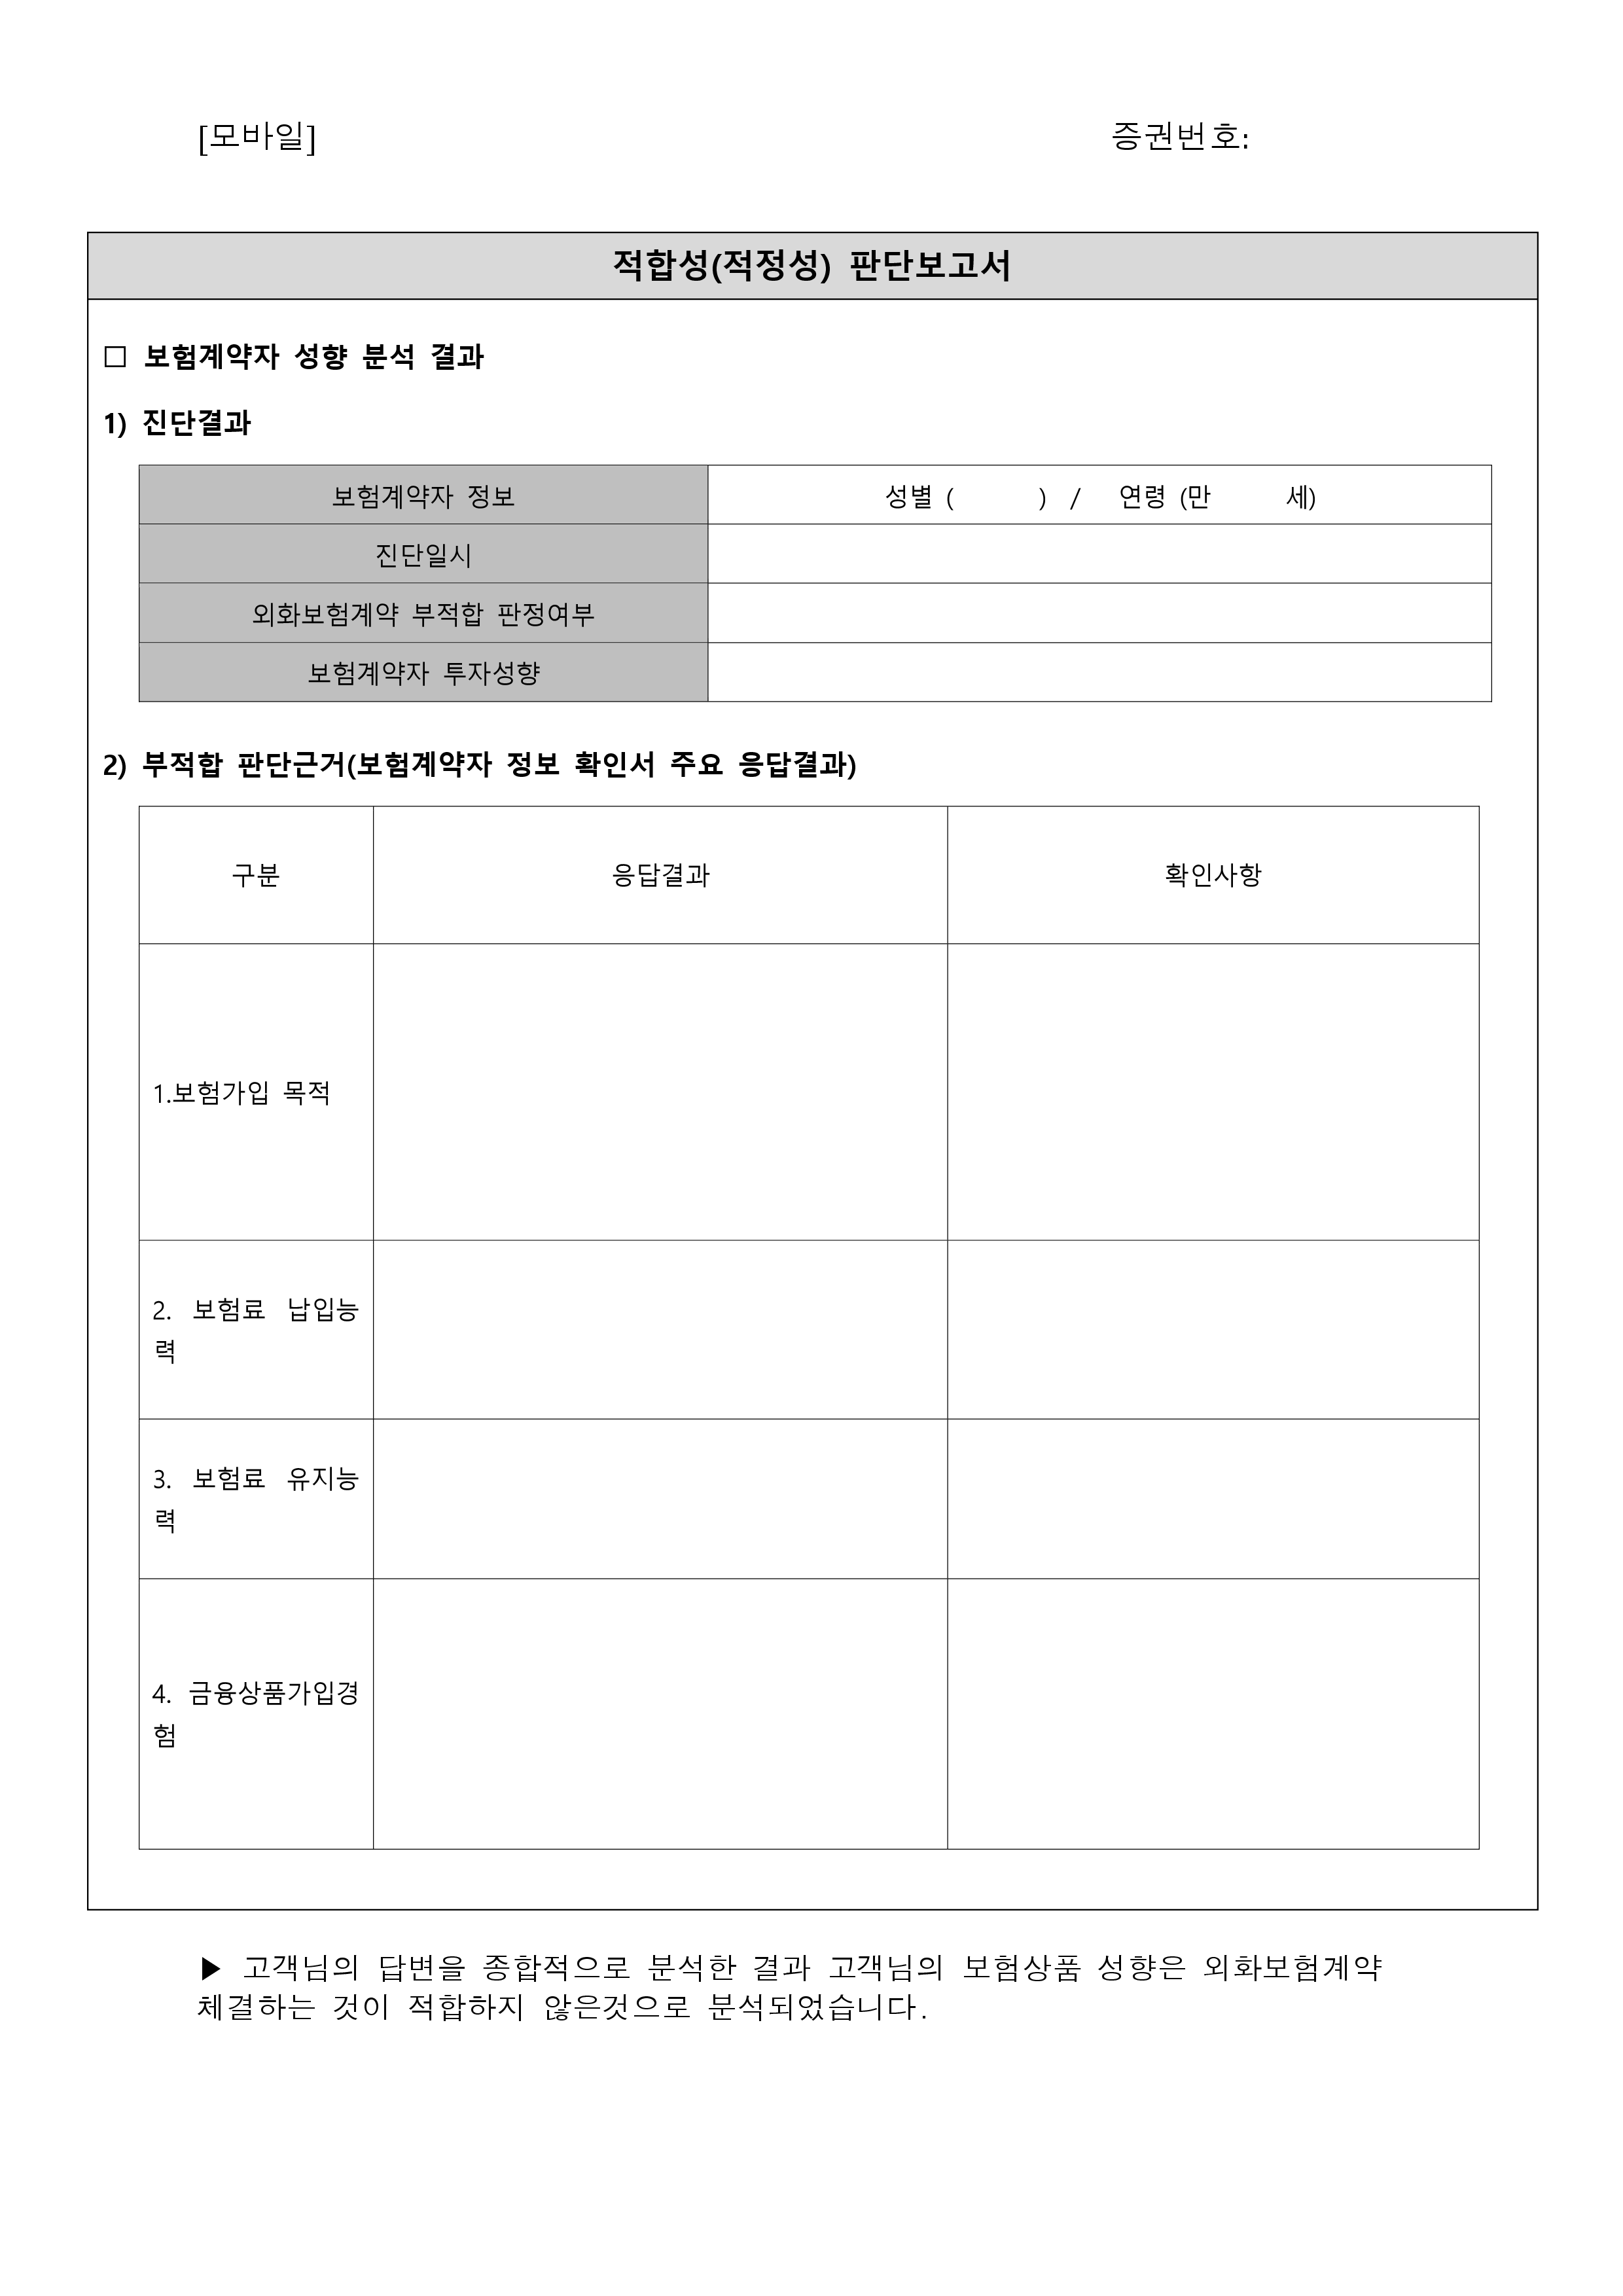 [모바일] 증권번호:
적합성(적정성) 판단보고서
□ 보험계약자 성향 분석 결과
1) 진단결과
보험계약자 정보 성별 ( ) / 연령 (만 세)
진단일시
외화보험계약 부적합 판정여부
보험계약자 투자성향
2) 부적합 판단근거(보험계약자 정보 확인서 주요 응답결과)
구분 응답결과 확인사항
1.보험가입 목적
2. 보험료 납입능
력
3. 보험료 유지능
력
4. 금융상품가입경
험
▶ 고객님의 답변을 종합적으로 분석한 결과 고객님의 보험상품 성향은 외화보험계약
체결하는 것이 적합하지 않은것으로 분석되었습니다.